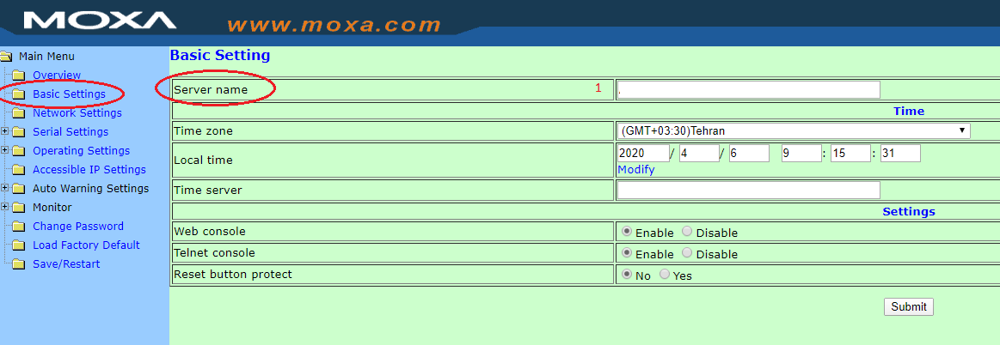 MOXA www.moxa.com
Main Menu
Overview
Basic Settings
Network Settings
Serial Settings
Operating Settings
Accessible IP Settings
Auto Warning Settings
Monitor
Change Password
Load Factory Default
Save/Restart
Basic Setting
Server name 1 .
Time
Time zone (GMT+03:30)Tehran
Local time 2020 / 4 / 6 9 : 15 : 31
Modify
Time server
Settings
Web console Enable Disable
Telnet console Enable Disable
Reset button protect No Yes
Submit